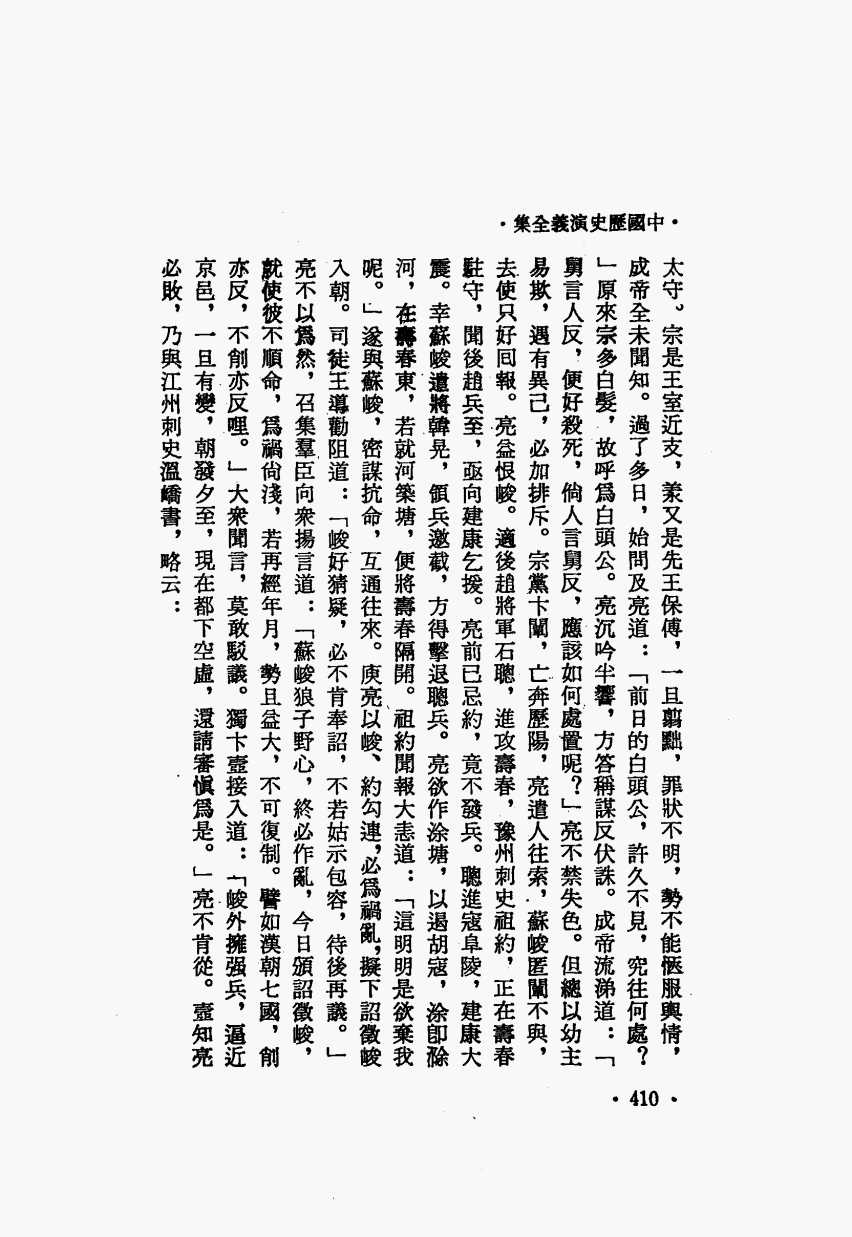 ・中國歷史演義全集・
太守。宗是王室近支，兼又是先王保傅，一旦翦黜，罪狀不明，勢不能愜服輿情，
成帝全未聞知。過了多日，始問及亮道：「前日的白頭公，許久不見，究往何處？
」原來宗多白髮，故呼爲白頭公。亮沉吟半響，方答稱謀反伏誅。成帝流涕道：「
舅言人反，便好殺死，倘人言舅反，應該如何處置呢？」亮不禁失色。但總以幼主
易欺，遇有異己，必加排斥。宗黨卞闡，亡奔歷陽，亮遣人往索，蘇峻匿闡不與，
去使只好回報。亮益恨峻。適後趙將軍石聰，進攻壽春，豫州刺史祖約，正在壽春
駐守，聞後趙兵至，亟向建康乞援。亮前已忌約，竟不發兵。聰進寇阜陵，建康大
震。幸蘇峻遣將韓晃，領兵邀截，方得擊退聰兵。亮欲作涂塘，以遏胡寇，涂卽滁
河，在壽春東，若就河築塘，便將壽春隔開。祖約聞報大恚道：「這明明是欲棄我
呢。」遂與蘇峻，密謀抗命，互通往來。庾亮以峻、約勾連，必爲禍亂，擬下詔徵峻
入朝。司徒王導勸阻道：「峻好猜疑，必不肯奉詔，不若姑示包容，待後再議。」
亮不以爲然，召集羣臣向衆揚言道：「蘇峻狼子野心，終必作亂，今日頒詔徵峻，
就使彼不順命，爲禍尙淺，若再經年月，勢且益大，不可復制。譬如漢朝七國，削
亦反，不削亦反哩。」大衆聞言，莫敢駁議。獨卞壼接入道：「峻外擁强兵，逼近
京邑，一旦有變，朝發夕至，現在都下空虛，還請審愼爲是。」亮不肯從。壼知亮
必敗，乃與江州刺史溫嶠書，略云：
・410・